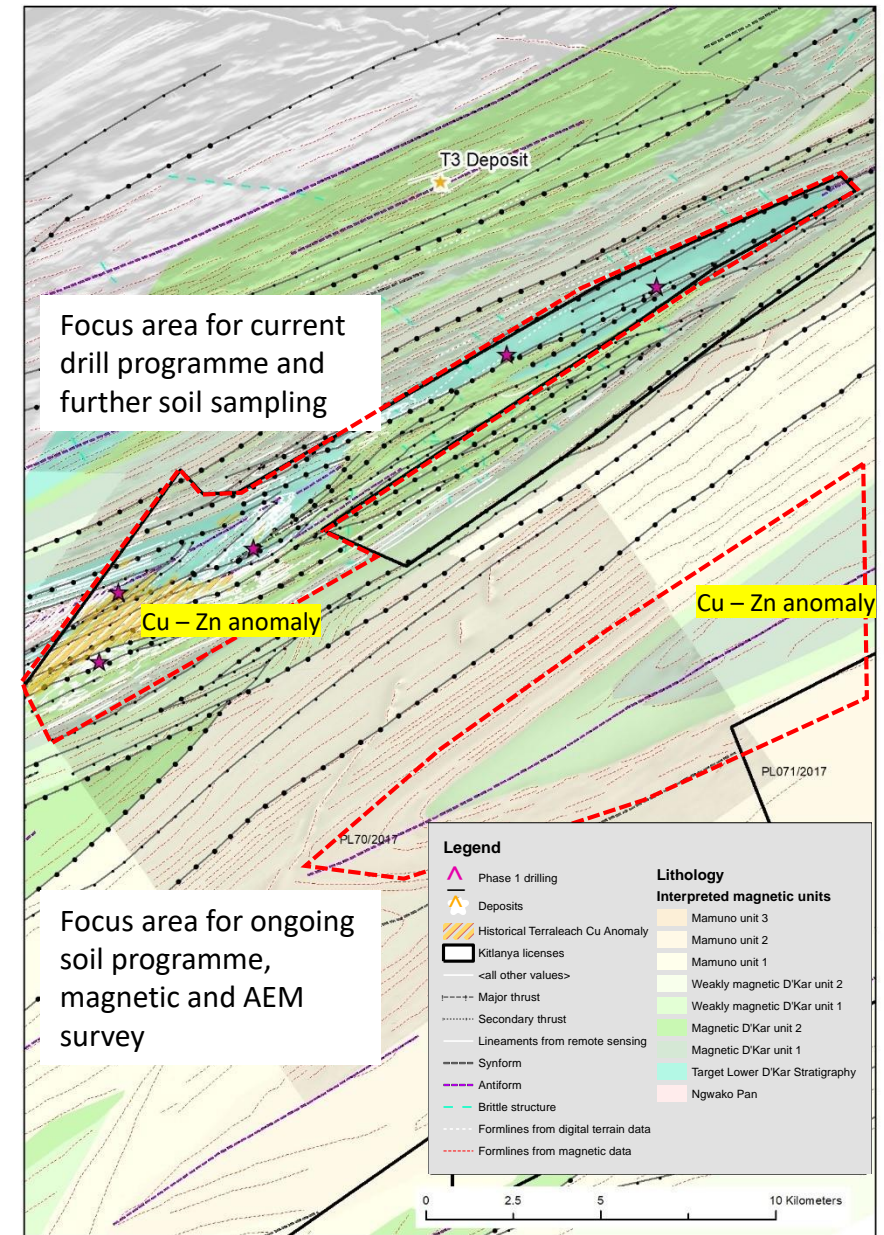 T3 Deposit
Focus area for current
drill programme and
further soil sampling
Cu – Zn anomaly
Cu – Zn anomaly
PL071/2017
PL70/2017
Focus area for ongoing
soil programme,
magnetic and AEM
survey
Legend
Phase 1 drilling
Deposits
Historical Terraleach Cu Anomaly
Kitlanya licenses
<all other values>
Major thrust
Secondary thrust
Lineaments from remote sensing
Synform
Antiform
Brittle structure
Formlines from digital terrain data
Formlines from magnetic data
Lithology
Interpreted magnetic units
Mamuno unit 3
Mamuno unit 2
Mamuno unit 1
Weakly magnetic D'Kar unit 2
Weakly magnetic D'Kar unit 1
Magnetic D'Kar unit 2
Magnetic D'Kar unit 1
Target Lower D'Kar Stratigraphy
Ngwako Pan
0 2.5 5 10 Kilometers